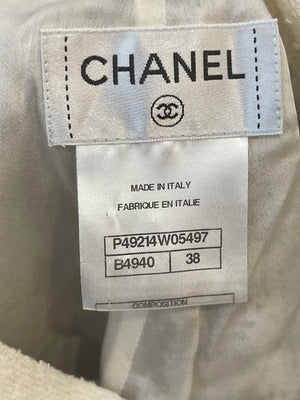 CHANEL
MADE IN ITALY
FABRIQUE EN ITALIE
P49214W05497
B4940 38
COMPOSITION